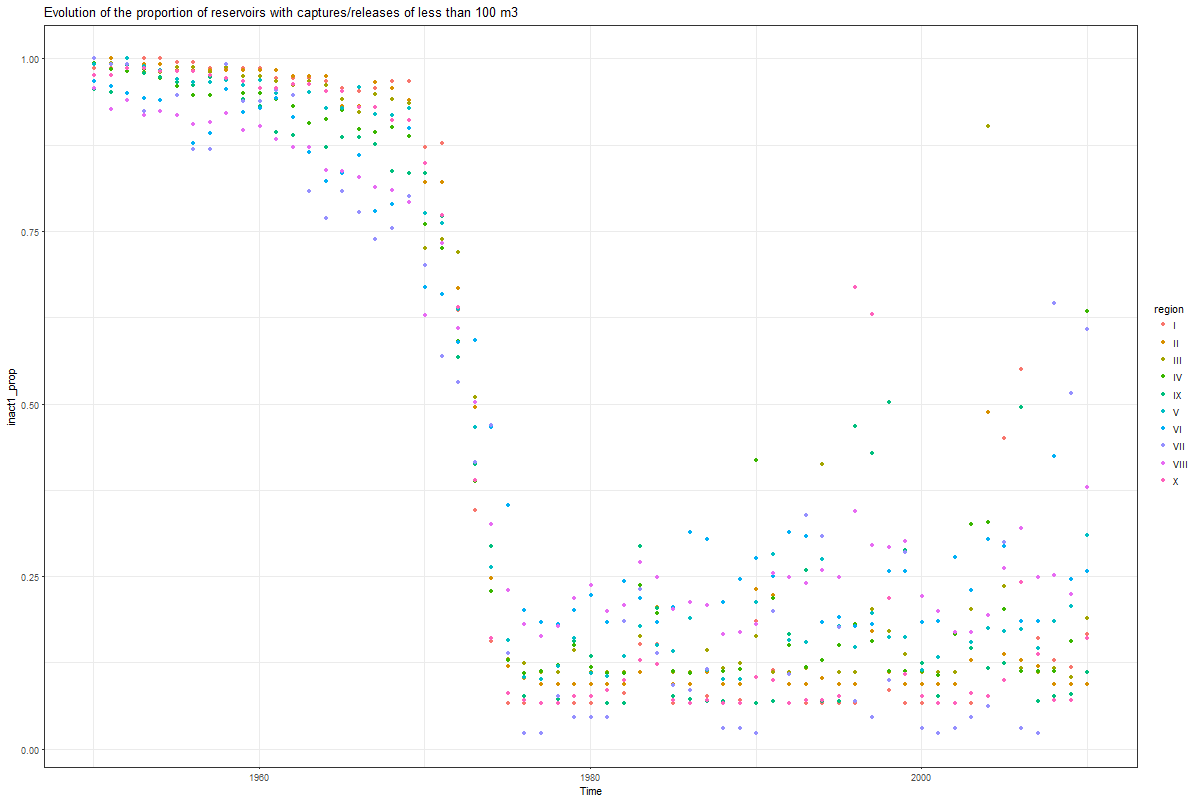 Evolution of the proportion of reservoirs with captures/releases of less than 100 m3
1.00
0.75
0.50
0.25
0.00
inact1_prop
1960
1980
2000
Time
region
I
II
III
IV
IX
V
VI
VII
VIII
X